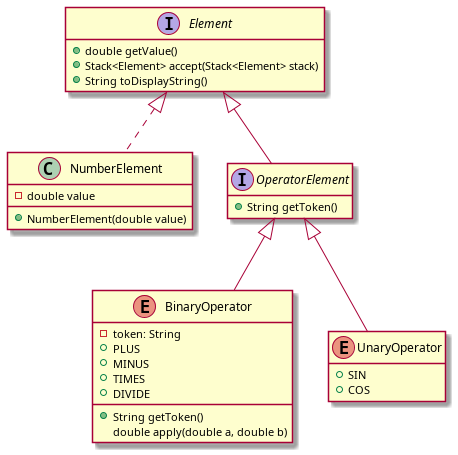 I Element
double getValue()
Stack<Element> accept(Stack<Element> stack)
String toDisplayString()
C NumberElement
double value
NumberElement(double value)
I OperatorElement
String getToken()
E BinaryOperator
token: String
PLUS
MINUS
TIMES
DIVIDE
String getToken()
double apply(double a, double b)
E UnaryOperator
SIN
COS